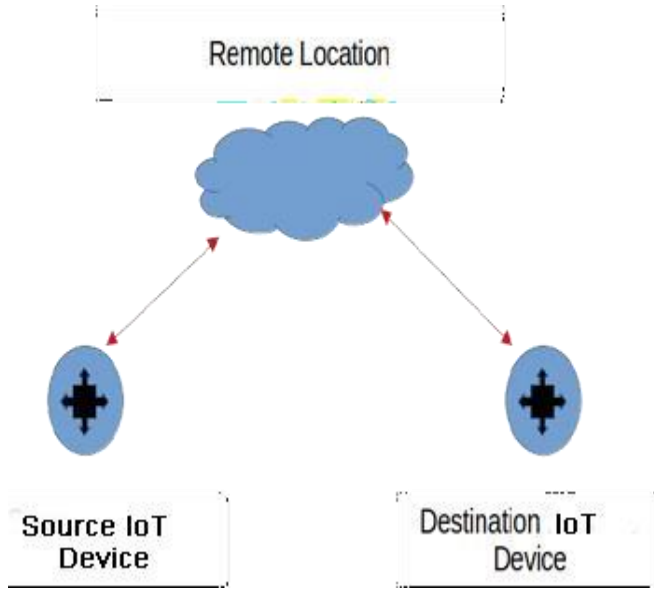 Remote Location
Source IoT
Device
Destination IoT
Device